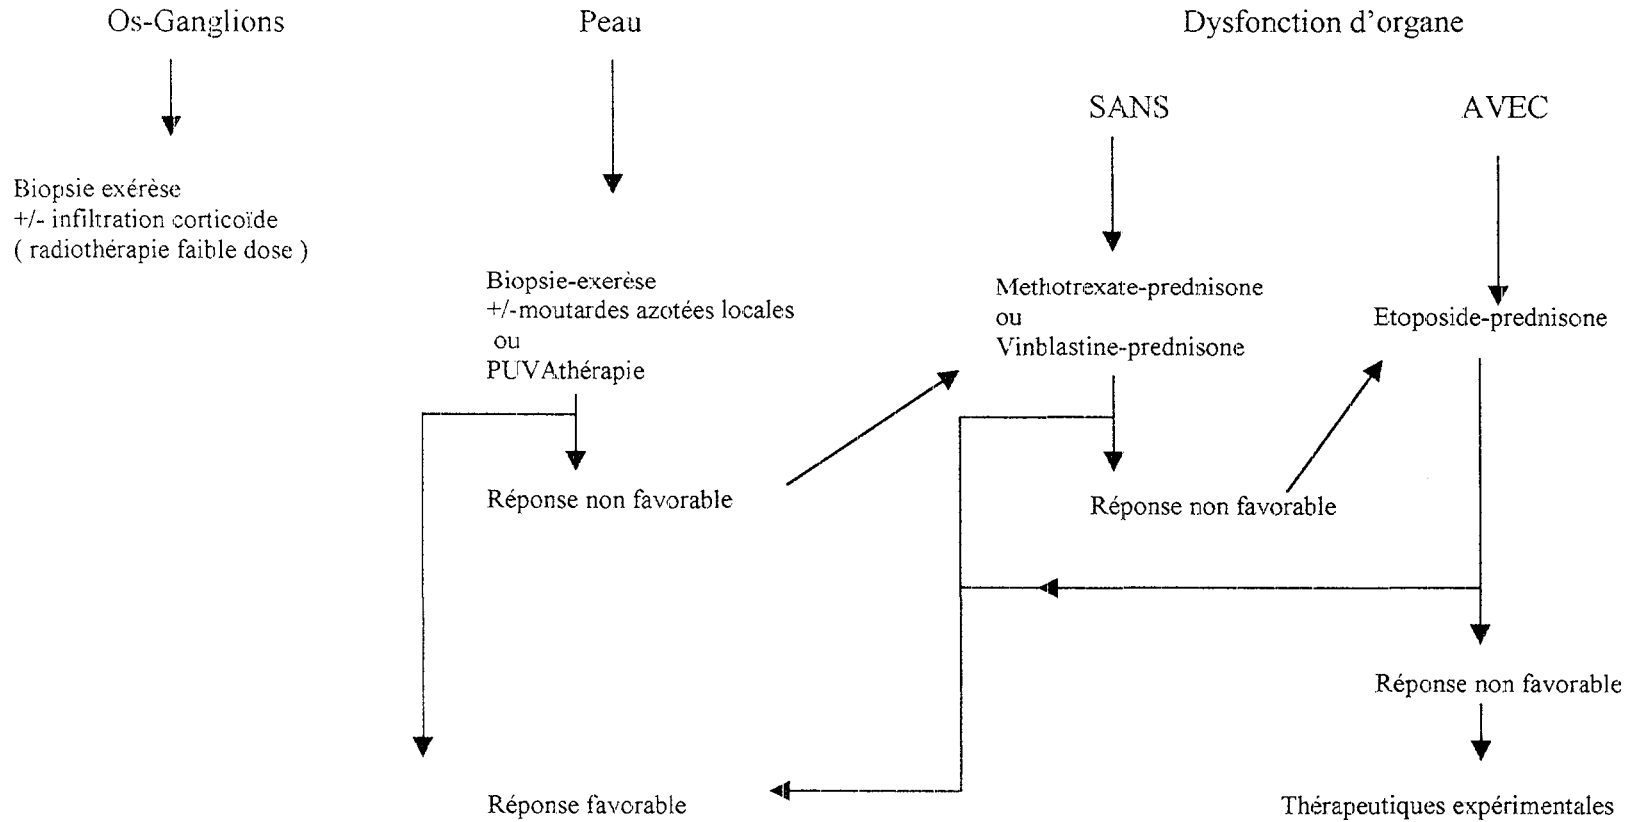 Os-Ganglions
Peau
Dysfonction d'organe
SANS
AVEC
Biopsie exérèse
+/- infiltration corticoïde
( radiothérapie faible dose )
Biopsie-exerèse
+/-moutardes azotées locales
ou
PUVAthérapie
Methotrexate-prednisone
ou
Vinblastine-prednisone
Etoposide-prednisone
Réponse non favorable
Réponse non favorable
Réponse non favorable
Réponse favorable
Thérapeutiques expérimentales